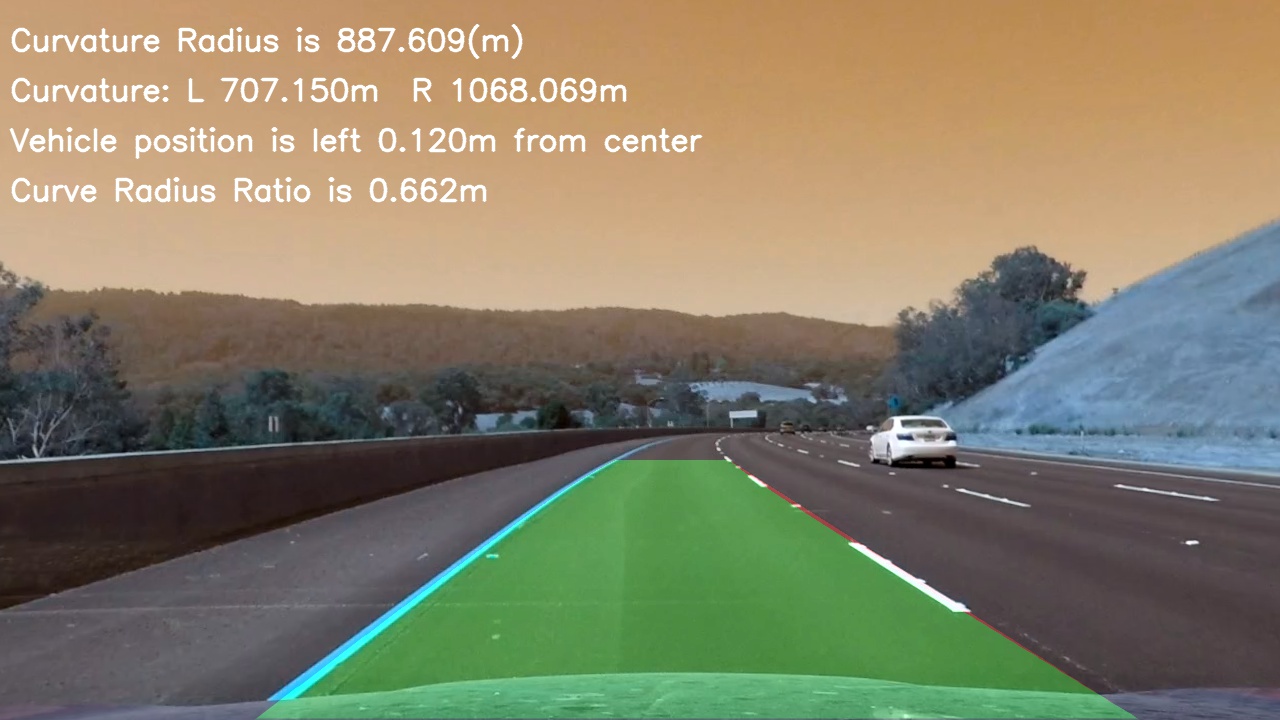 Curvature Radius is 887.609(m)
Curvature: L 707.150m R 1068.069m
Vehicle position is left 0.120m from center
Curve Radius Ratio is 0.662m